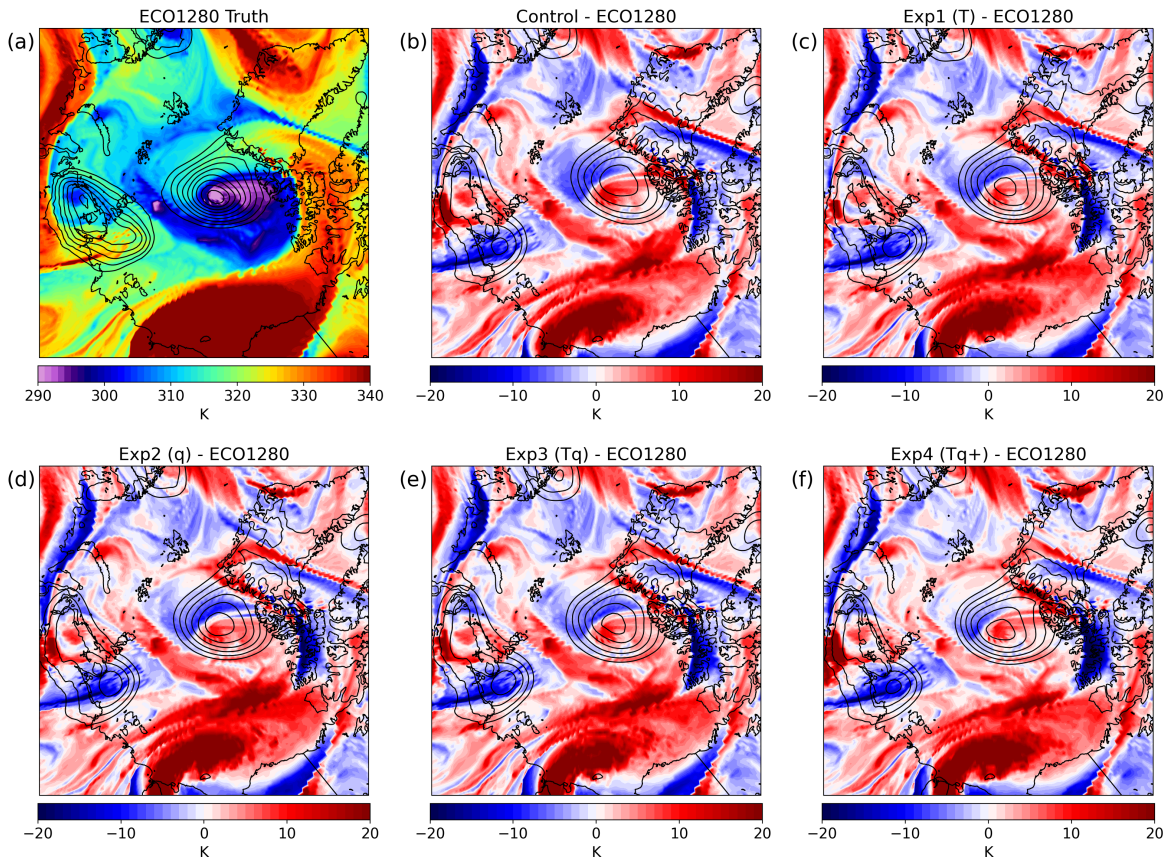 ECO1280 Truth
Control - ECO1280
Exp1 (T) - ECO1280
(a)
(b)
(c)
290 300 310 320 330 340
K
−20 −10 0 10 20
K
−20 −10 0 10 20
K
Exp2 (q) - ECO1280
Exp3 (Tq) - ECO1280
Exp4 (Tq+) - ECO1280
(d)
(e)
(f)
−20 −10 0 10 20
K
−20 −10 0 10 20
K
−20 −10 0 10 20
K